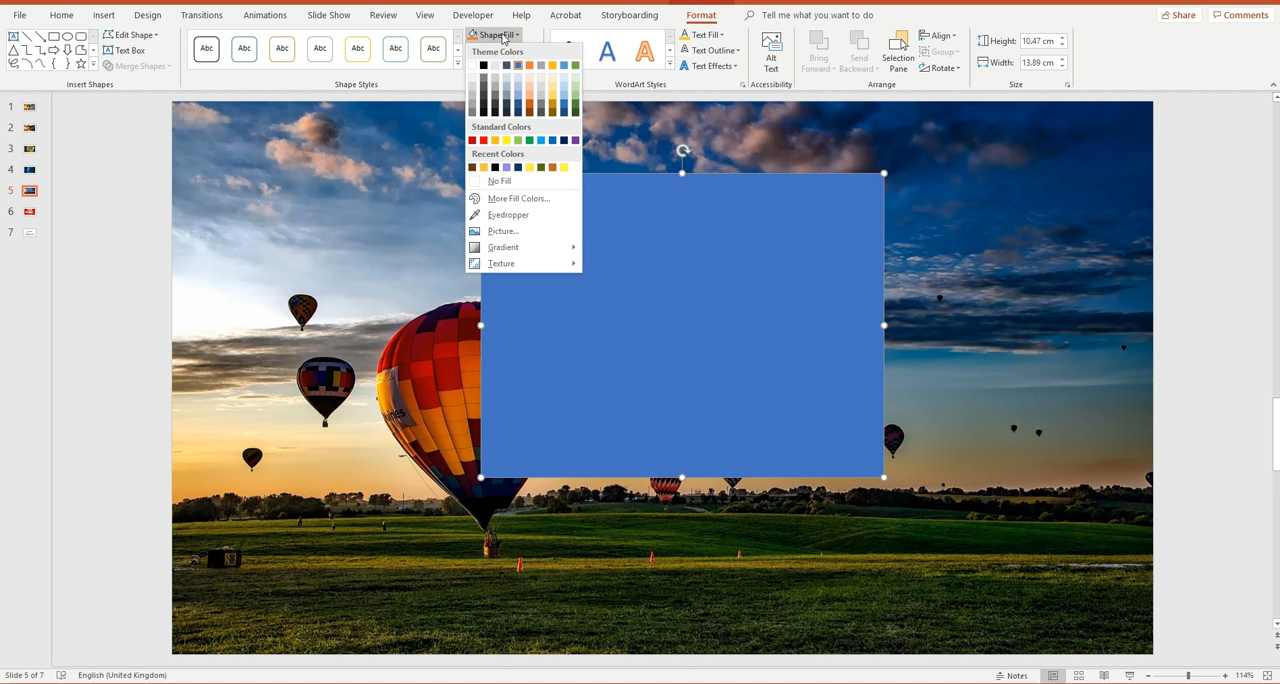 File Home Insert Design Transitions Animations Slide Show Review View Developer Help Acrobat Storyboarding Format Tell me what you want to do Share Comments
Edit Shape
Text Box
Merge Shapes
Insert Shapes
Abc Abc Abc Abc Abc Abc Abc
Shape Styles
Shape Fill
Theme Colors
Standard Colors
Recent Colors
No Fill
More Fill Colors...
Eyedropper
Picture...
Gradient
Texture
A A
Text Fill
Text Outline
Text Effects
WordArt Styles
Alt
Text
Accessibility
Bring
Forward
Send
Backward
Selection
Pane
Align
Group
Rotate
Arrange
Height: 10.47 cm
Width: 13.89 cm
Size
1
2
3
4
5
6
7
Slide 5 of 7 English (United Kingdom) Notes 114%